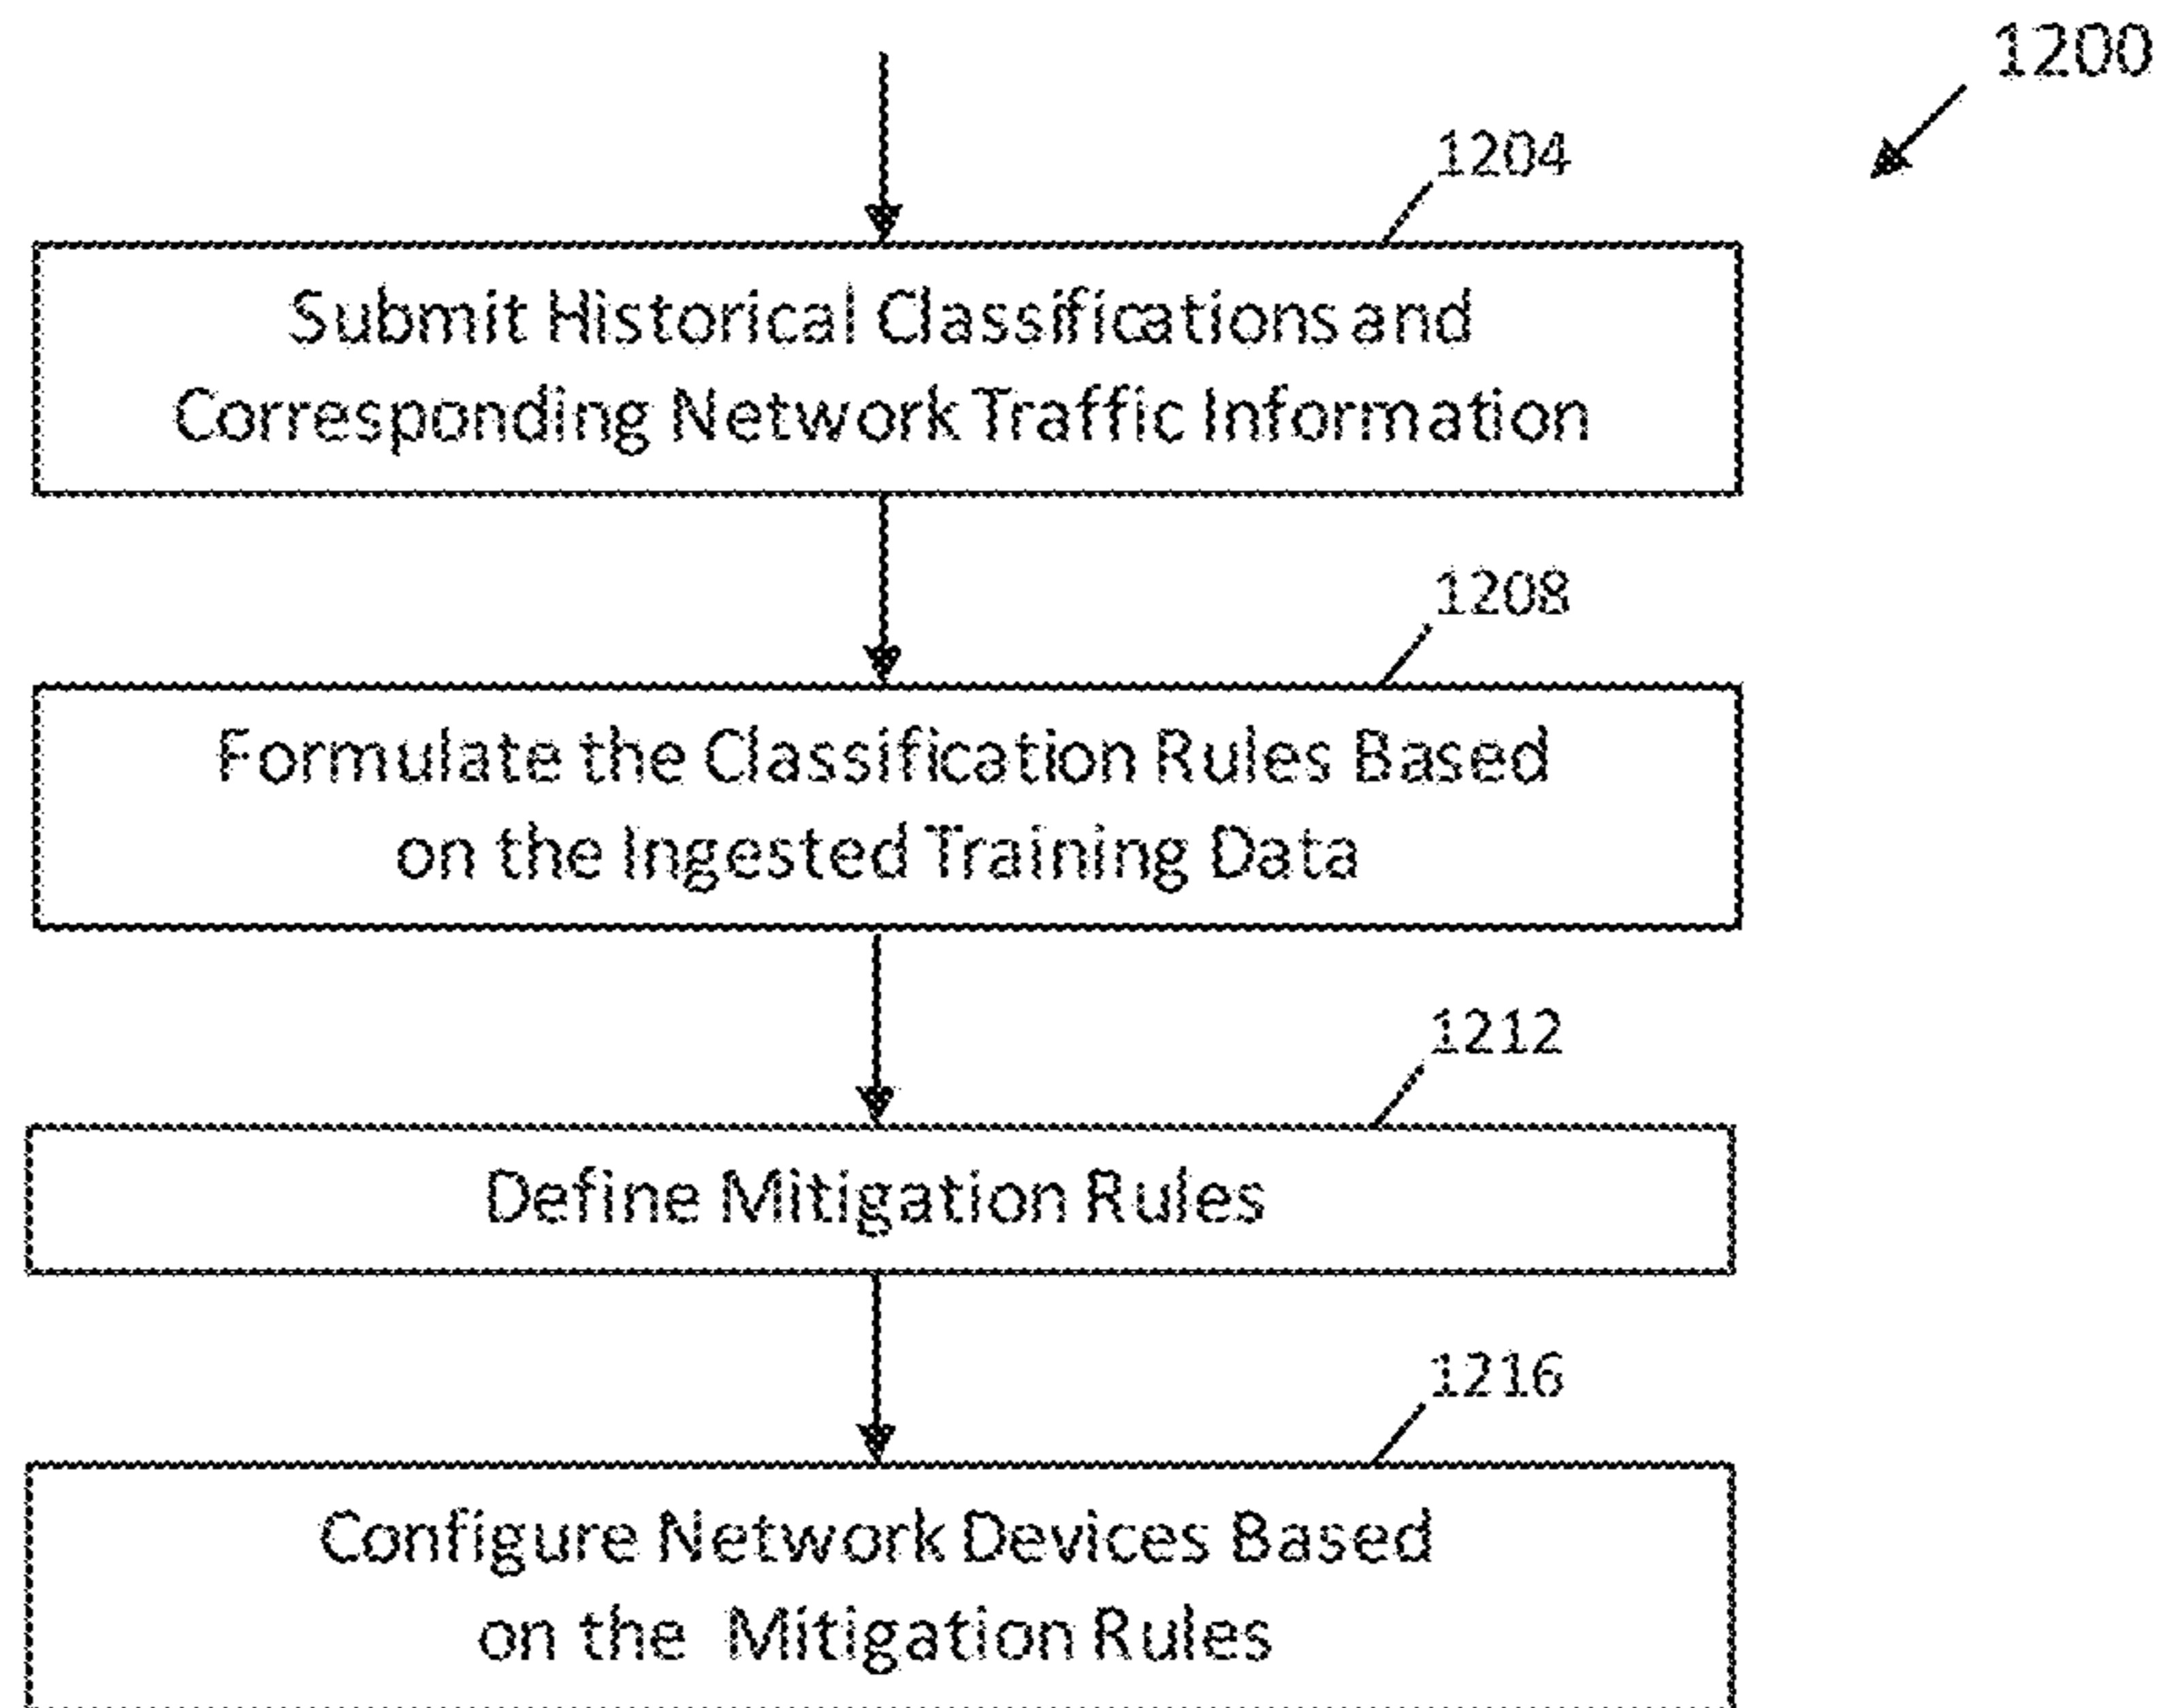 1200
1204
Submit Historical Classifications and
Corresponding Network Traffic Information
1208
Formulate the Classification Rules Based
on the Ingested Training Data
1212
Define Mitigation Rules
1216
Configure Network Devices Based
on the Mitigation Rules